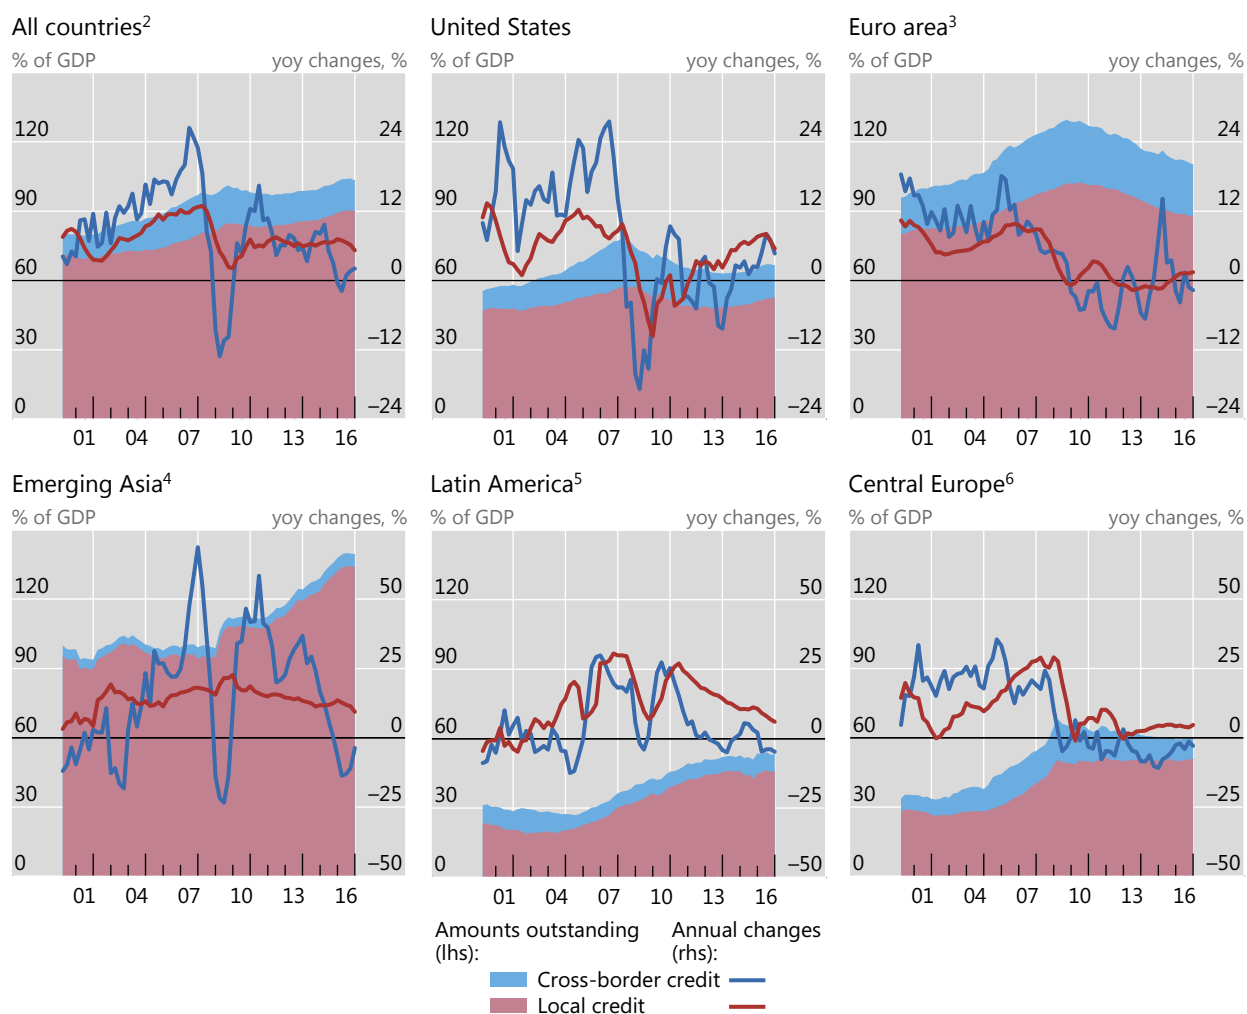 All countries² United States Euro area³
% of GDP yoy changes, % % of GDP yoy changes, % % of GDP yoy changes, %
120 24 120 24 120 24
90 12 90 12 90 12
60 0 60 0 60 0
30 –12 30 –12 30 –12
0 –24 0 –24 0 –24
01 04 07 10 13 16 01 04 07 10 13 16 01 04 07 10 13 16
Emerging Asia⁴ Latin America⁵ Central Europe⁶
% of GDP yoy changes, % % of GDP yoy changes, % % of GDP yoy changes, %
120 50 120 50 120 50
90 25 90 25 90 25
60 0 60 0 60 0
30 –25 30 –25 30 –25
0 –50 0 –50 0 –50
01 04 07 10 13 16 01 04 07 10 13 16 01 04 07 10 13 16
Amounts outstanding Annual changes
(lhs): (rhs):
Cross-border credit
Local credit